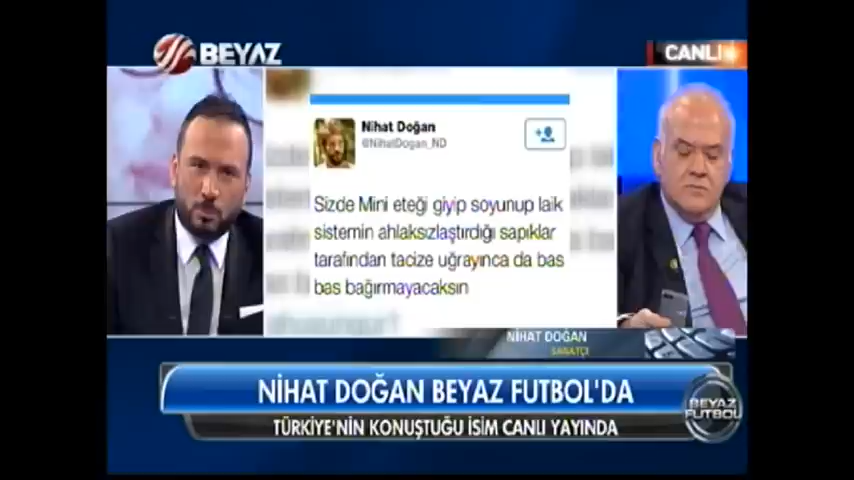 BEYAZ
CANLI
Nihat Doğan
@NihatDogan_ND
Sizde Mini eteği giyip soyunup laik
sistemin ahlaksızlaştırdığı sapıklar
tarafından tacize uğrayınca da bas
bas bağırmayacaksın
NİHAT DOĞAN
SANATÇI
NİHAT DOĞAN BEYAZ FUTBOL'DA
TÜRKİYE'NİN KONUŞTUĞU İSİM CANLI YAYINDA
BEYAZ
FUTBOL